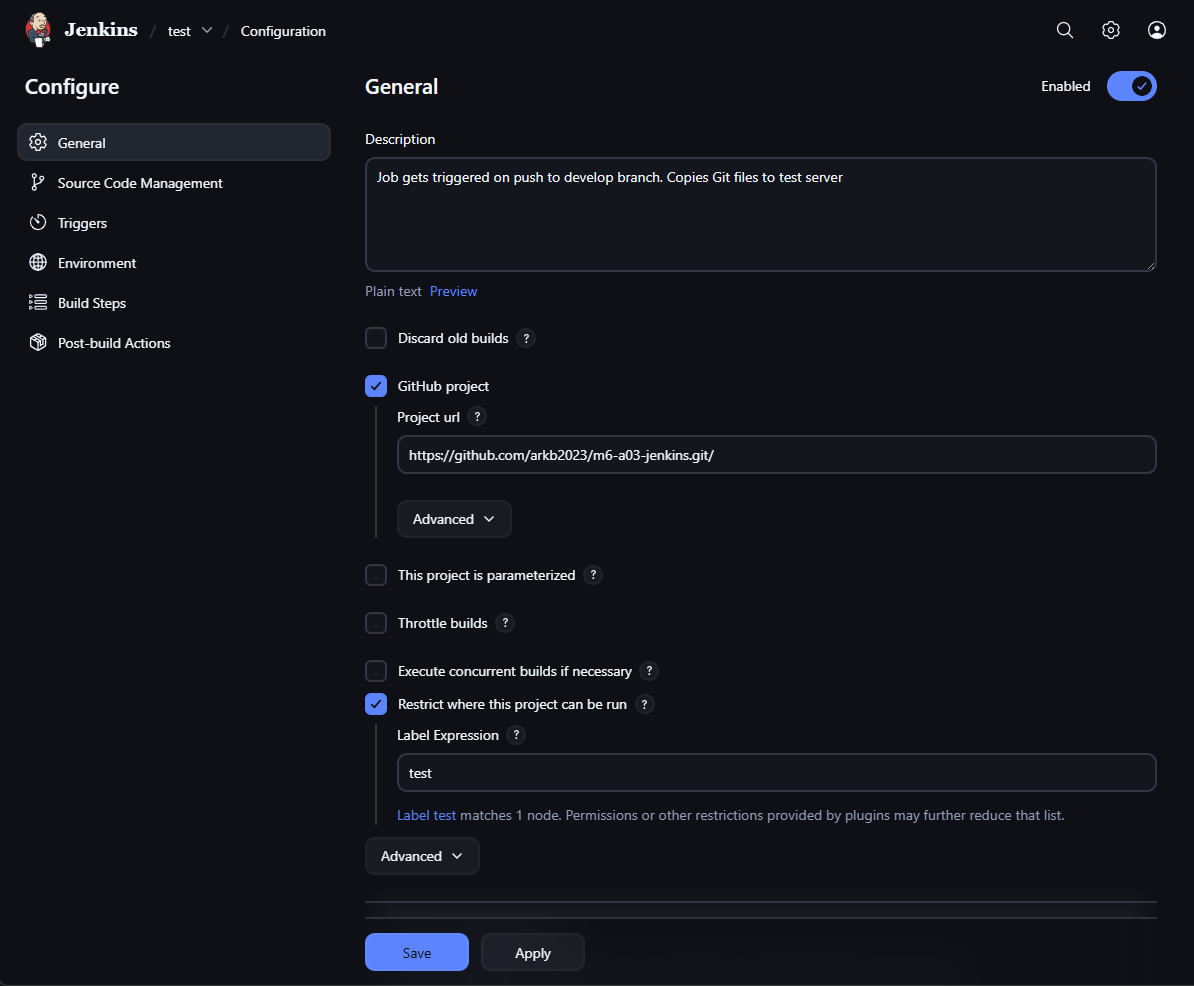 Jenkins / test / Configuration
Configure
General
Source Code Management
Triggers
Environment
Build Steps
Post-build Actions
General
Enabled
Description
Job gets triggered on push to develop branch. Copies Git files to test server
Plain text Preview
Discard old builds ?
GitHub project
Project url ?
https://github.com/arkb2023/m6-a03-jenkins.git/
Advanced
This project is parameterized ?
Throttle builds ?
Execute concurrent builds if necessary ?
Restrict where this project can be run ?
Label Expression ?
test
Label test matches 1 node. Permissions or other restrictions provided by plugins may further reduce that list.
Advanced
Save Apply